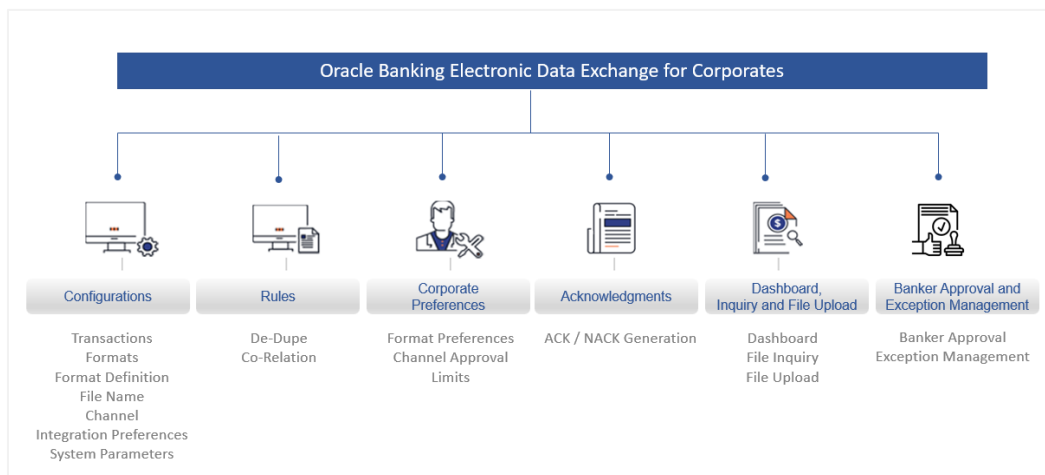 Oracle Banking Electronic Data Exchange for Corporates
Configurations
Transactions
Formats
Format Definition
File Name
Channel
Integration Preferences
System Parameters
Rules
De-Dupe
Co-Relation
Corporate
Preferences
Format Preferences
Channel Approval
Limits
Acknowledgments
ACK / NACK Generation
Dashboard,
Inquiry and File Upload
Dashboard
File Inquiry
File Upload
Banker Approval and
Exception Management
Banker Approval
Exception Management